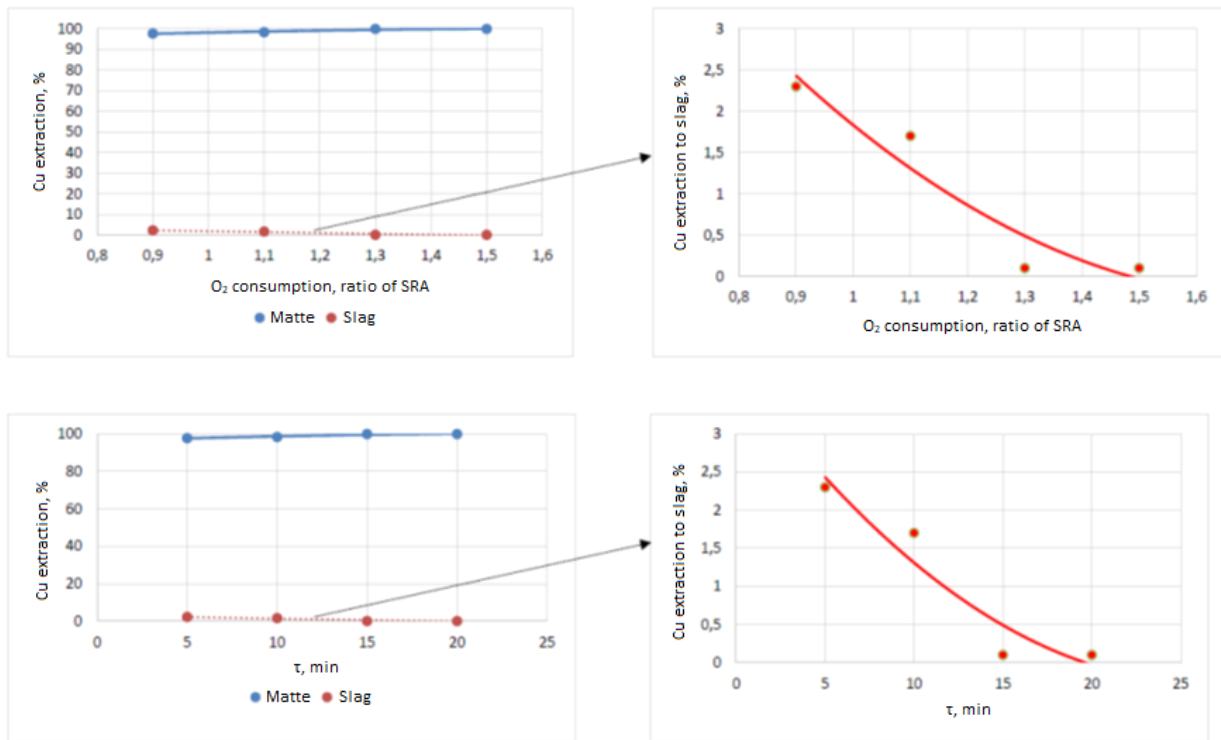 100
90
80
70
60
50
40
30
20
10
0
Cu extraction, %
0,8 0,9 1 1,1 1,2 1,3 1,4 1,5 1,6
O₂ consumption, ratio of SRA
Matte Slag
3
2,5
2
1,5
1
0,5
0
Cu extraction to slag, %
0,8 0,9 1 1,1 1,2 1,3 1,4 1,5 1,6
O₂ consumption, ratio of SRA
100
80
60
40
20
0
Cu extraction, %
0 5 10 15 20 25
τ, min
Matte Slag
3
2,5
2
1,5
1
0,5
0
Cu extraction to slag, %
0 5 10 15 20 25
τ, min